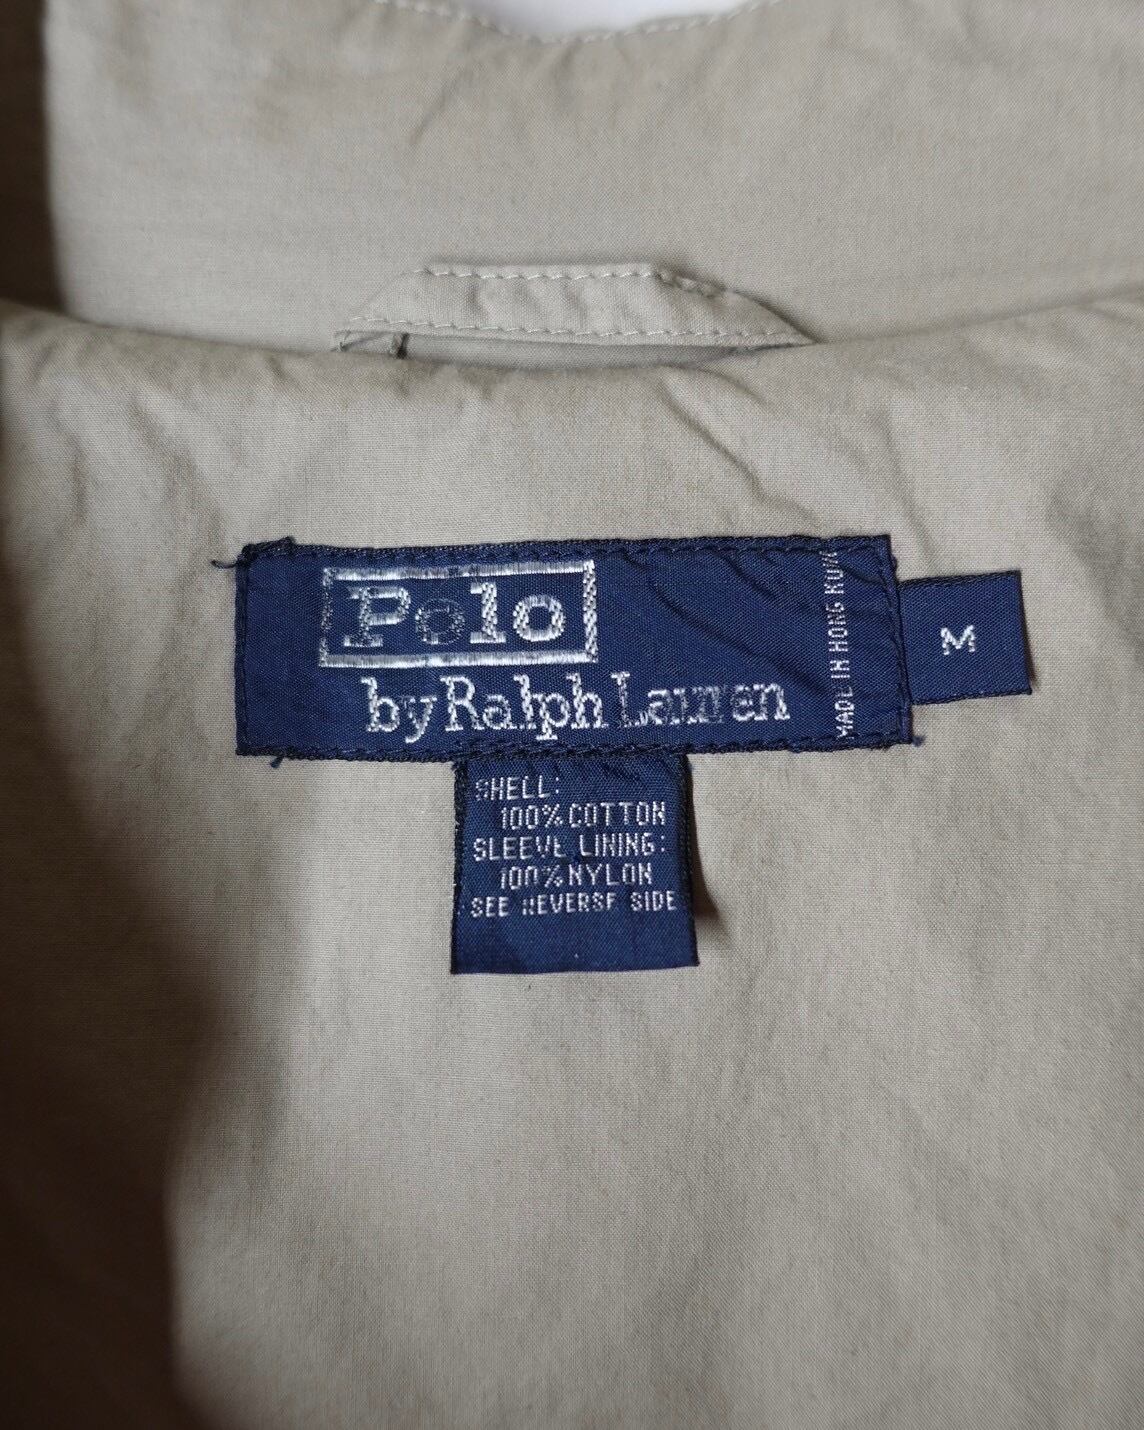 Polo
by Ralph Lauren
MADE IN HONG KONG
M
SHELL:
100% COTTON
SLEEVE LINING:
100% NYLON
SEE REVERSE SIDE